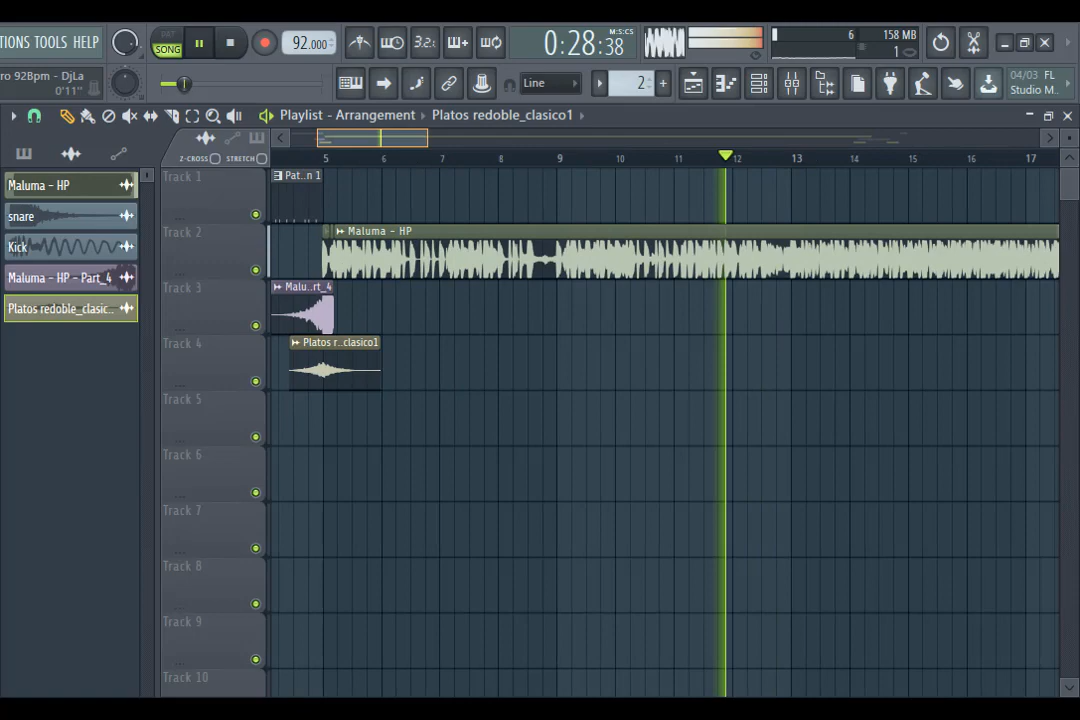 TIONS TOOLS HELP
PAT
SONG
92.000
3.2.
0:28:38
M:S:CS
6
158 MB
1
ro 92Bpm - DjLa
0'11"
Line
2
04/03 FL
Studio M..
Playlist - Arrangement
Platos redoble_clasico1
Z-CROSS
STRETCH
5
6
7
8
9
10
11
12
13
14
15
16
17
Maluma - HP
snare
Kick
Maluma - HP - Part_4
Platos redoble_clasic..
Track 1
Pat..n 1
Track 2
Maluma - HP
Track 3
Malu..rt_4
Track 4
Platos r..clasico1
Track 5
Track 6
Track 7
Track 8
Track 9
Track 10